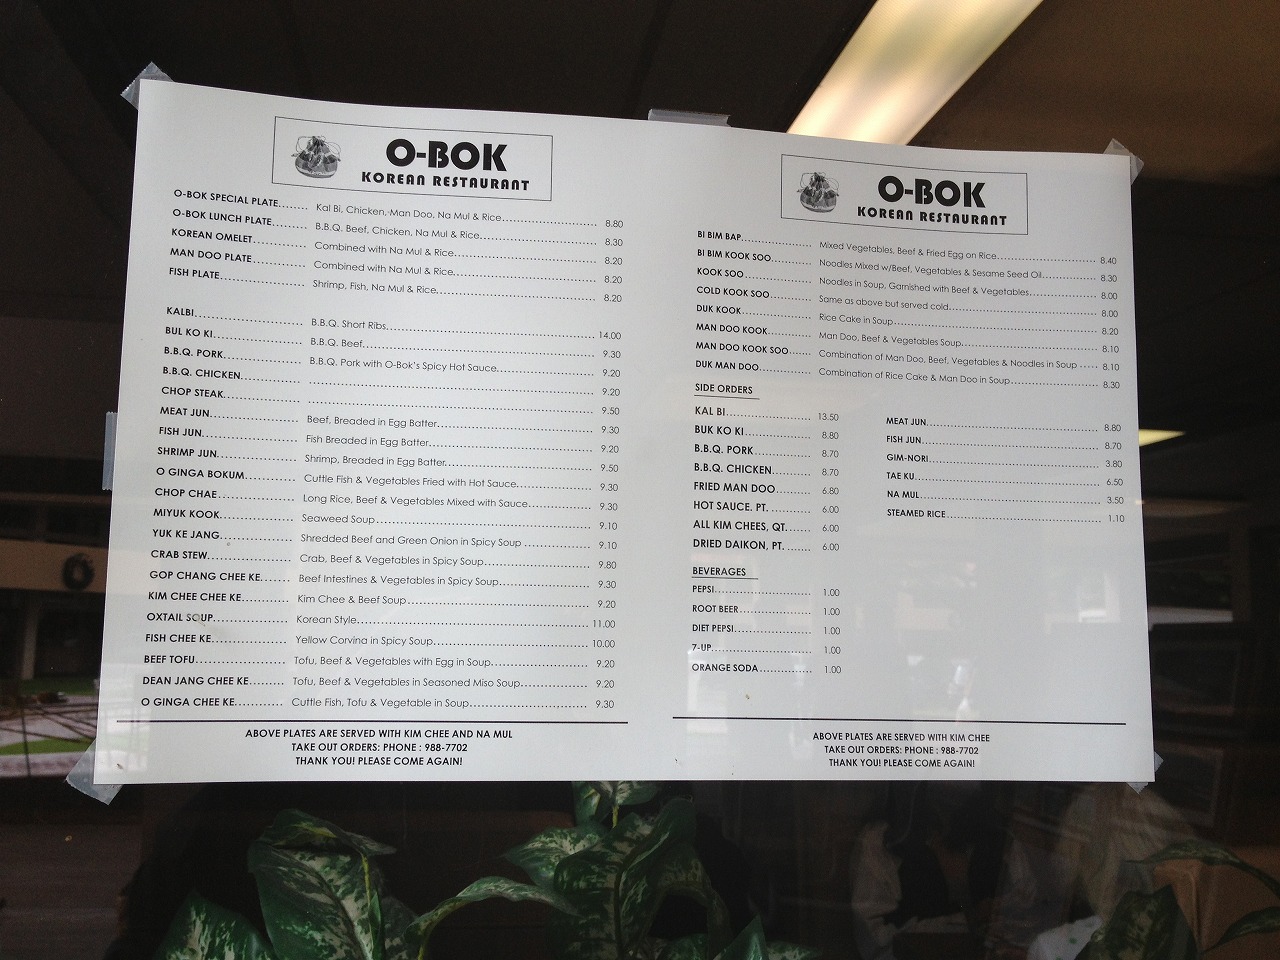 O-BOK
KOREAN RESTAURANT
O-BOK SPECIAL PLATE........ Kal Bi, Chicken, Man Doo, Na Mul & Rice........ 8.80
O-BOK LUNCH PLATE........ B.B.Q. Beef, Chicken, Na Mul & Rice........ 8.30
KOREAN OMELET........ Combined with Na Mul & Rice........ 8.20
MAN DOO PLATE........ Combined with Na Mul & Rice........ 8.20
FISH PLATE........ Shrimp, Fish, Na Mul & Rice........ 8.20
KALBI........ B.B.Q. Short Ribs........ 14.00
BUL KO KI........ B.B.Q. Beef........ 9.30
B.B.Q. PORK........ B.B.Q. Pork with O-Bok's Spicy Hot Sauce........ 9.20
B.B.Q. CHICKEN........ 9.20
CHOP STEAK........ 9.50
MEAT JUN........ Beef, Breaded in Egg Batter........ 9.30
FISH JUN........ Fish Breaded in Egg Batter........ 9.20
SHRIMP JUN........ Shrimp, Breaded in Egg Batter........ 9.50
O GINGA BOKUM........ Cuttle Fish & Vegetables Fried with Hot Sauce........ 9.30
CHOP CHAE........ Long Rice, Beef & Vegetables Mixed with Sauce........ 9.30
MIYUK KOOK........ Seaweed Soup........ 9.10
YUK KE JANG........ Shredded Beef and Green Onion in Spicy Soup ........ 9.10
CRAB STEW........ Crab, Beef & Vegetables in Spicy Soup........ 9.80
GOP CHANG CHEE KE....... Beef Intestines & Vegetables in Spicy Soup........ 9.30
KIM CHEE CHEE KE........ Kim Chee & Beef Soup........ 9.20
OXTAIL SOUP........ Korean Style........ 11.00
FISH CHEE KE........ Yellow Corvina in Spicy Soup........ 10.00
BEEF TOFU........ Tofu, Beef & Vegetables with Egg in Soup........ 9.20
DEAN JANG CHEE KE........ Tofu, Beef & Vegetables in Seasoned Miso Soup........ 9.20
O GINGA CHEE KE........ Cuttle Fish, Tofu & Vegetable in Soup........ 9.30
ABOVE PLATES ARE SERVED WITH KIM CHEE AND NA MUL
TAKE OUT ORDERS: PHONE : 988-7702
THANK YOU! PLEASE COME AGAIN!
O-BOK
KOREAN RESTAURANT
BI BIM BAP........ Mixed Vegetables, Beef & Fried Egg on Rice........ 8.40
BI BIM KOOK SOO........ Noodles Mixed w/Beef, Vegetables & Sesame Seed Oil........ 8.30
KOOK SOO........ Noodles in Soup, Garnished with Beef & Vegetables........ 8.00
COLD KOOK SOO........ Same as above but served cold........ 8.00
DUK KOOK........ Rice Cake in Soup........ 8.20
MAN DOO KOOK........ Man Doo, Beef & Vegetables Soup........ 8.10
MAN DOO KOOK SOO....... Combination of Man Doo, Beef, Vegetables & Noodles in Soup ..... 8.10
DUK MAN DOO........ Combination of Rice Cake & Man Doo in Soup........ 8.30
SIDE ORDERS
KAL BI........ 13.50
BUK KO KI........ 8.80
B.B.Q. PORK........ 8.70
B.B.Q. CHICKEN........ 8.70
FRIED MAN DOO........ 6.80
HOT SAUCE. PT. ........ 6.00
ALL KIM CHEES, QT....... 6.00
DRIED DAIKON, PT. ....... 6.00
MEAT JUN........ 8.80
FISH JUN........ 8.70
GIM-NORI........ 3.80
TAE KU........ 6.50
NA MUL........ 3.50
STEAMED RICE........ 1.10
BEVERAGES
PEPSI........ 1.00
ROOT BEER........ 1.00
DIET PEPSI........ 1.00
7-UP........ 1.00
ORANGE SODA........ 1.00
ABOVE PLATES ARE SERVED WITH KIM CHEE
TAKE OUT ORDERS: PHONE : 988-7702
THANK YOU! PLEASE COME AGAIN!